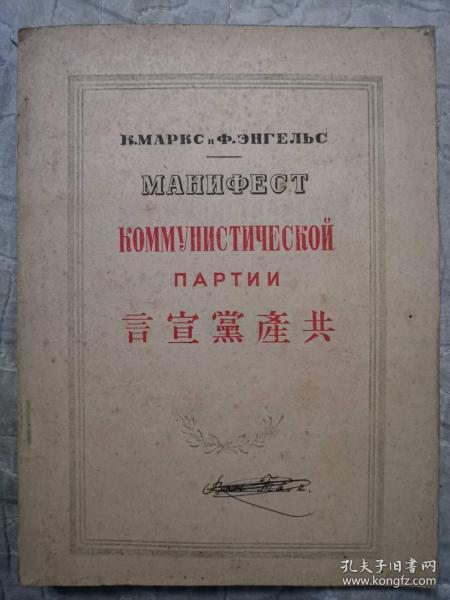 К.МАРКС и Ф.ЭНГЕЛЬС
МАНИФЕСТ
КОММУНИСТИЧЕСКОЙ
ПАРТИИ
言宣黨產共
孔夫子旧书网
www.kongfz.com